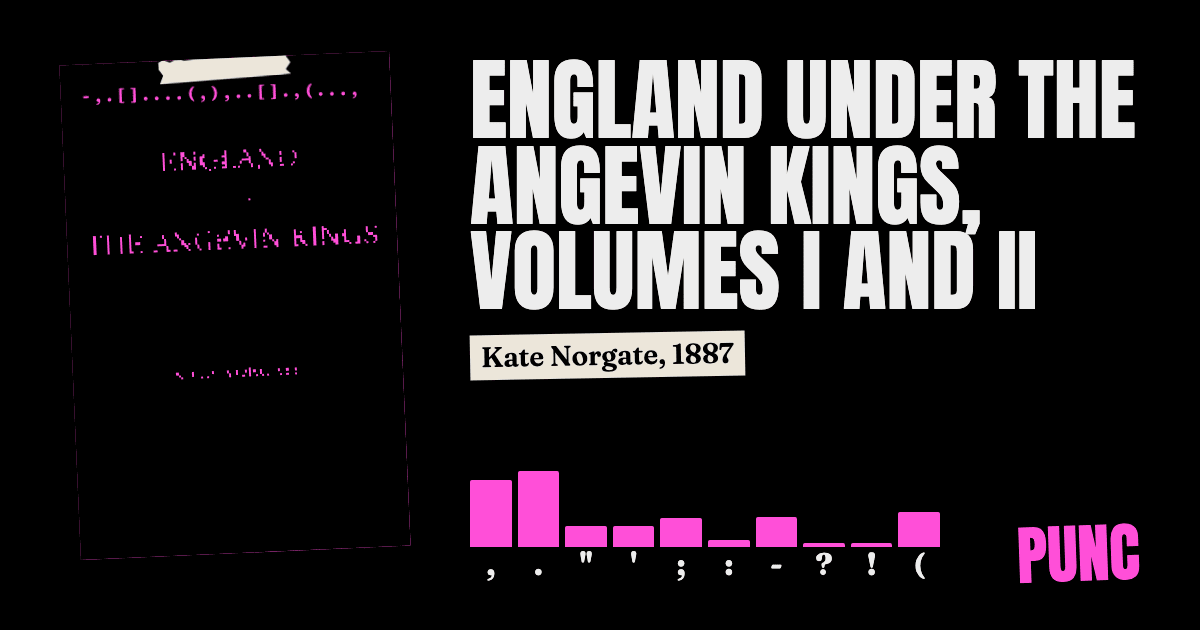 -,.[]....(,),..[].,(...,
ENGLAND
THE ANGEVIN KINGS
ENGLAND UNDER THE
ANGEVIN KINGS,
VOLUMES I AND II
Kate Norgate, 1887
, . " ' ; : - ? ! (
PUNC